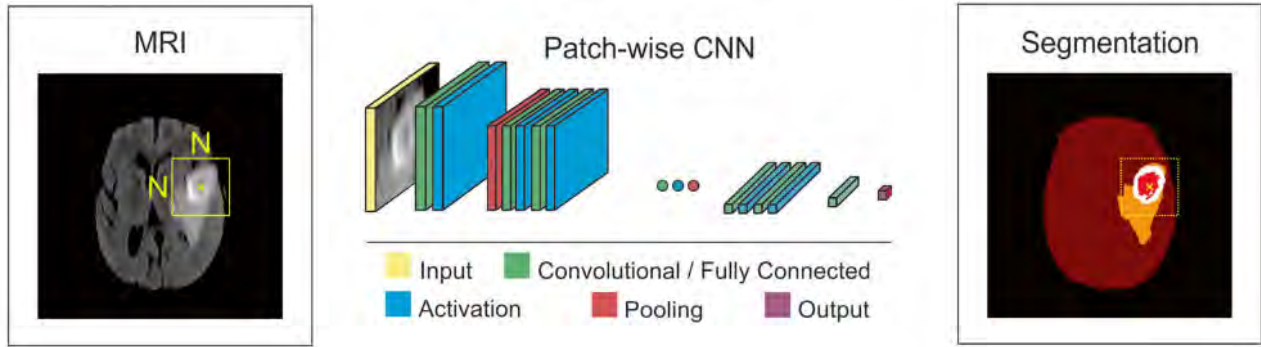 MRI
N
N
Patch-wise CNN
Input
Convolutional / Fully Connected
Activation
Pooling
Output
Segmentation